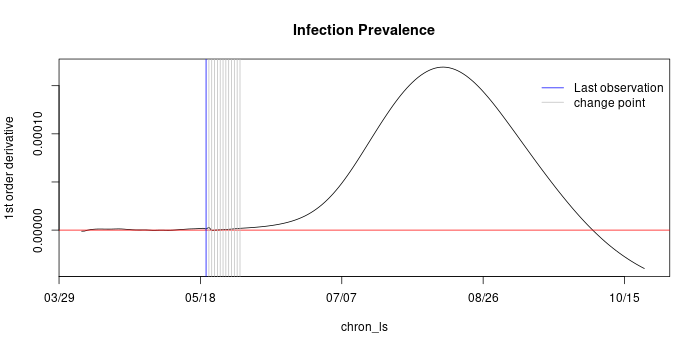 Infection Prevalence
1st order derivative
0.00010
0.00000
Last observation
change point
03/29 05/18 07/07 08/26 10/15
chron_ls